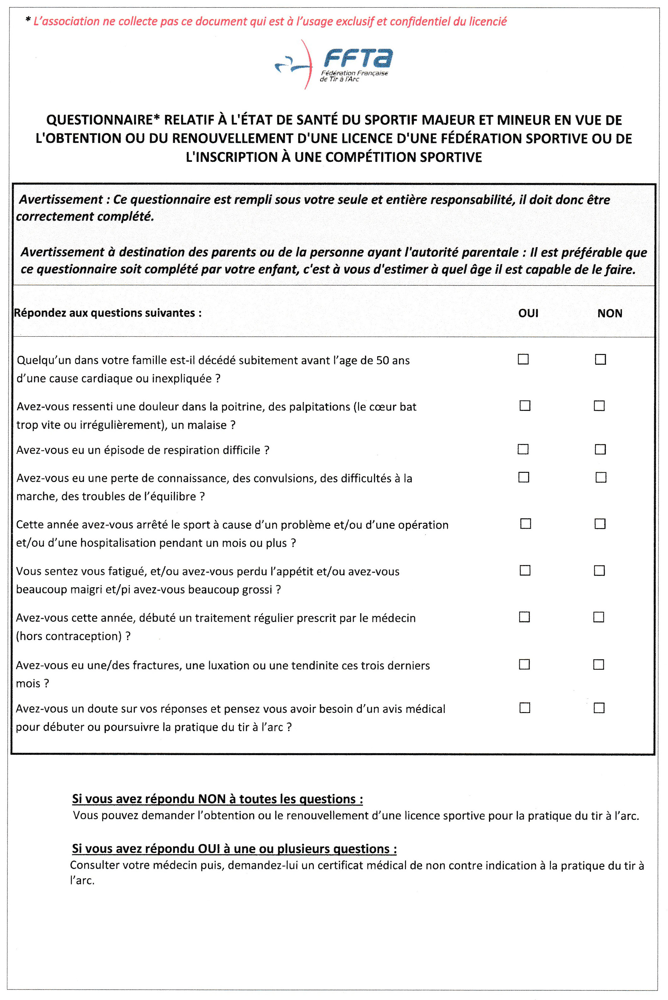 * L'association ne collecte pas ce document qui est à l'usage exclusif et confidentiel du licencié
FFTA
Fédération Française
de Tir à l'Arc
QUESTIONNAIRE* RELATIF À L'ÉTAT DE SANTÉ DU SPORTIF MAJEUR ET MINEUR EN VUE DE
L'OBTENTION OU DU RENOUVELLEMENT D'UNE LICENCE D'UNE FÉDÉRATION SPORTIVE OU DE
L'INSCRIPTION À UNE COMPÉTITION SPORTIVE
Avertissement : Ce questionnaire est rempli sous votre seule et entière responsabilité, il doit donc être
correctement complété.
Avertissement à destination des parents ou de la personne ayant l'autorité parentale : Il est préférable que
ce questionnaire soit complété par votre enfant, c'est à vous d'estimer à quel âge il est capable de le faire.
Répondez aux questions suivantes : OUI NON
Quelqu'un dans votre famille est-il décédé subitement avant l'age de 50 ans
d'une cause cardiaque ou inexpliquée ?
Avez-vous ressenti une douleur dans la poitrine, des palpitations (le cœur bat
trop vite ou irrégulièrement), un malaise ?
Avez-vous eu un épisode de respiration difficile ?
Avez-vous eu une perte de connaissance, des convulsions, des difficultés à la
marche, des troubles de l'équilibre ?
Cette année avez-vous arrêté le sport à cause d'un problème et/ou d'une opération
et/ou d'une hospitalisation pendant un mois ou plus ?
Vous sentez vous fatigué, et/ou avez-vous perdu l'appétit et/ou avez-vous
beaucoup maigri et/pi avez-vous beaucoup grossi ?
Avez-vous cette année, débuté un traitement régulier prescrit par le médecin
(hors contraception) ?
Avez-vous eu une/des fractures, une luxation ou une tendinite ces trois derniers
mois ?
Avez-vous un doute sur vos réponses et pensez vous avoir besoin d'un avis médical
pour débuter ou poursuivre la pratique du tir à l'arc ?
Si vous avez répondu NON à toutes les questions :
Vous pouvez demander l'obtention ou le renouvellement d'une licence sportive pour la pratique du tir à l'arc.
Si vous avez répondu OUI à une ou plusieurs questions :
Consulter votre médecin puis, demandez-lui un certificat médical de non contre indication à la pratique du tir à
l'arc.